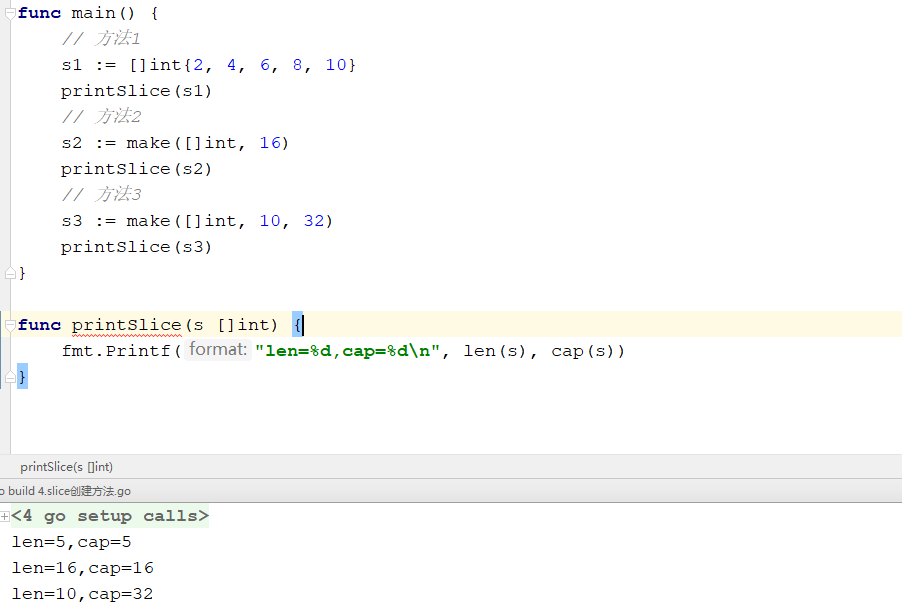 func main() {
    // 方法1
    s1 := []int{2, 4, 6, 8, 10}
    printSlice(s1)
    // 方法2
    s2 := make([]int, 16)
    printSlice(s2)
    // 方法3
    s3 := make([]int, 10, 32)
    printSlice(s3)
}
func printSlice(s []int) {
    fmt.Printf( format: "len=%d,cap=%d\n", len(s), cap(s))
}
printSlice(s []int)
o build 4.slice创建方法.go
<4 go setup calls>
len=5,cap=5
len=16,cap=16
len=10,cap=32